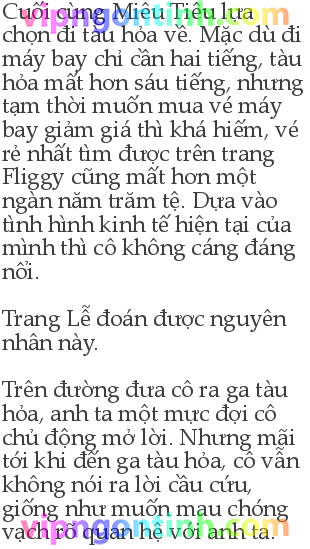 Cuối cùng Miêu Tiểu lựa
chọn đi tàu hỏa về. Mặc dù đi
máy bay chỉ cần hai tiếng, tàu
hỏa mất hơn sáu tiếng, nhưng
tạm thời muốn mua vé máy
bay giảm giá thì khá hiếm, vé
rẻ nhất tìm được trên trang
Fliggy cũng mất hơn một
ngàn năm trăm tệ. Dựa vào
tình hình kinh tế hiện tại của
mình thì cô không cáng đáng
nổi.
Trang Lễ đoán được nguyên
nhân này.
Trên đường đưa cô ra ga tàu
hỏa, anh ta một mực đợi cô
chủ động mở lời. Nhưng mãi
tới khi đến ga tàu hỏa, cô vẫn
không nói ra lời cầu cứu,
giống như muốn mau chóng
vạch rõ quan hệ với anh ta.
vipngontinh.com
vipngontinh.com